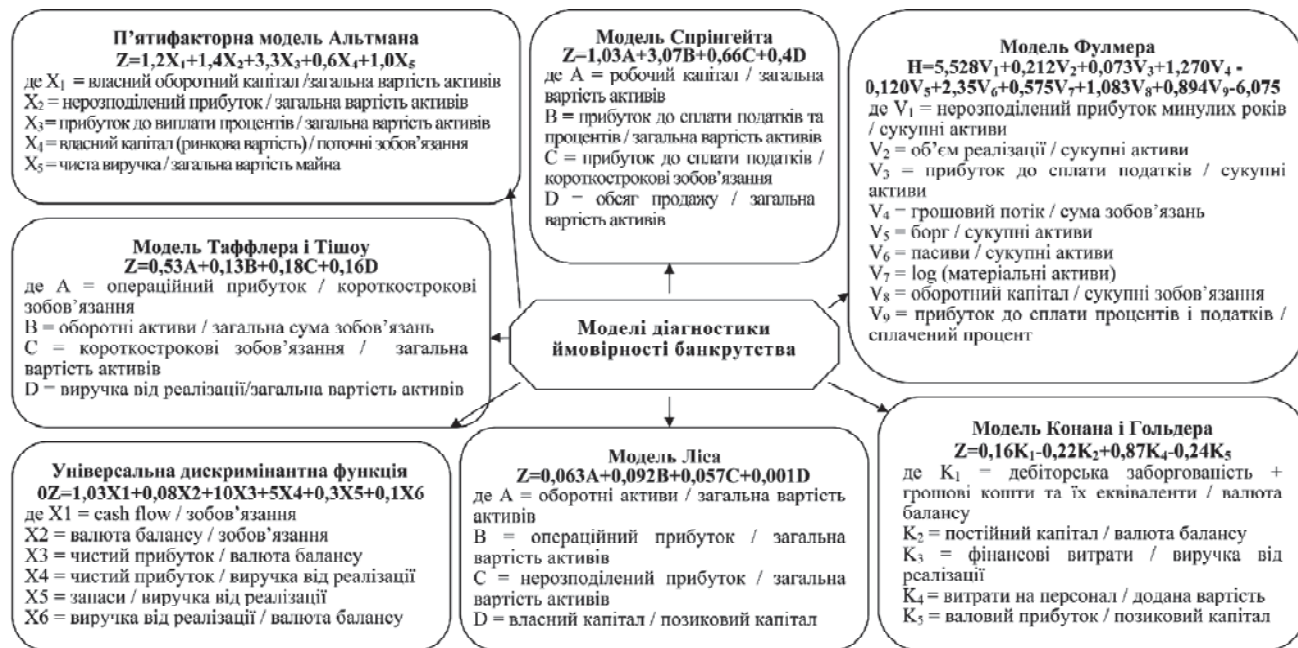 П’ятифакторна модель Альтмана
Z=1,2X₁+1,4X₂+3,3X₃+0,6X₄+1,0X₅
де X₁ = власний оборотний капітал /загальна вартість активів
X₂ = нерозподілений прибуток / загальна вартість активів
X₃ = прибуток до виплати процентів / загальна вартість активів
X₄ = власний капітал (ринкова вартість) / поточні зобов’язання
X₅ = чиста виручка / загальна вартість майна
Модель Спрінгейта
Z=1,03A+3,07B+0,66C+0,4D
де A = робочий капітал / загальна
вартість активів
B = прибуток до сплати податків та
процентів / загальна вартість активів
C = прибуток до сплати податків /
короткострокові зобов’язання
D = обсяг продажу / загальна
вартість активів
Модель Фулмера
H=5,528V₁+0,212V₂+0,073V₃+1,270V₄ -
0,120V₅+2,35V₆+0,575V₇+1,083V₈+0,894V₉-6,075
де V₁ = нерозподілений прибуток минулих років
/ сукупні активи
V₂ = об’єм реалізації / сукупні активи
V₃ = прибуток до сплати податків / сукупні
активи
V₄ = грошовий потік / сума зобов’язань
V₅ = борг / сукупні активи
V₆ = пасиви / сукупні активи
V₇ = log (матеріальні активи)
V₈ = оборотний капітал / сукупні зобов’язання
V₉ = прибуток до сплати процентів і податків /
сплачений процент
Модель Таффлера і Тішоу
Z=0,53A+0,13B+0,18C+0,16D
де A = операційний прибуток / короткострокові
зобов’язання
B = оборотні активи / загальна сума зобов’язань
C = короткострокові зобов’язання / загальна
вартість активів
D = виручка від реалізації/загальна вартість активів
Моделі діагностики
ймовірності банкрутства
Універсальна дискримінантна функція
0Z=1,03X1+0,08X2+10X3+5X4+0,3X5+0,1X6
де X1 = cash flow / зобов’язання
X2 = валюта балансу / зобов’язання
X3 = чистий прибуток / валюта балансу
X4 = чистий прибуток / виручка від реалізації
X5 = запаси / виручка від реалізації
X6 = виручка від реалізації / валюта балансу
Модель Ліса
Z=0,063A+0,092B+0,057C+0,001D
де A = оборотні активи / загальна вартість
активів
B = операційний прибуток / загальна
вартість активів
C = нерозподілений прибуток / загальна
вартість активів
D = власний капітал / позиковий капітал
Модель Конана і Гольдера
Z=0,16K₁-0,22K₂+0,87K₄-0,24K₅
де K₁ = дебіторська заборгованість +
грошові кошти та їх еквіваленти / валюта
балансу
K₂ = постійний капітал / валюта балансу
K₃ = фінансові витрати / виручка від
реалізації
K₄ = витрати на персонал / додана вартість
K₅ = валовий прибуток / позиковий капітал